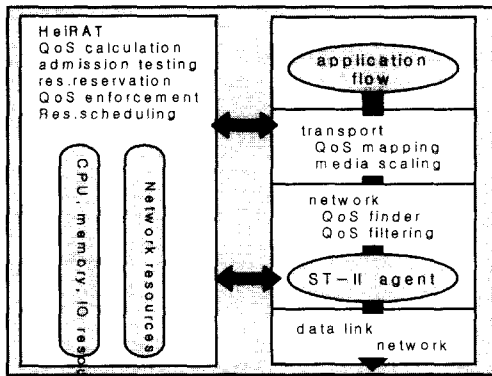 HeiRAT
QoS calculation
admission testing
res.reservation
QoS enforcement
Res.scheduling
CPU, memory, IO
Network resources
application
flow
transport
QoS mapping
media scaling
network
QoS finder
QoS filtering
ST-II agent
data link
network